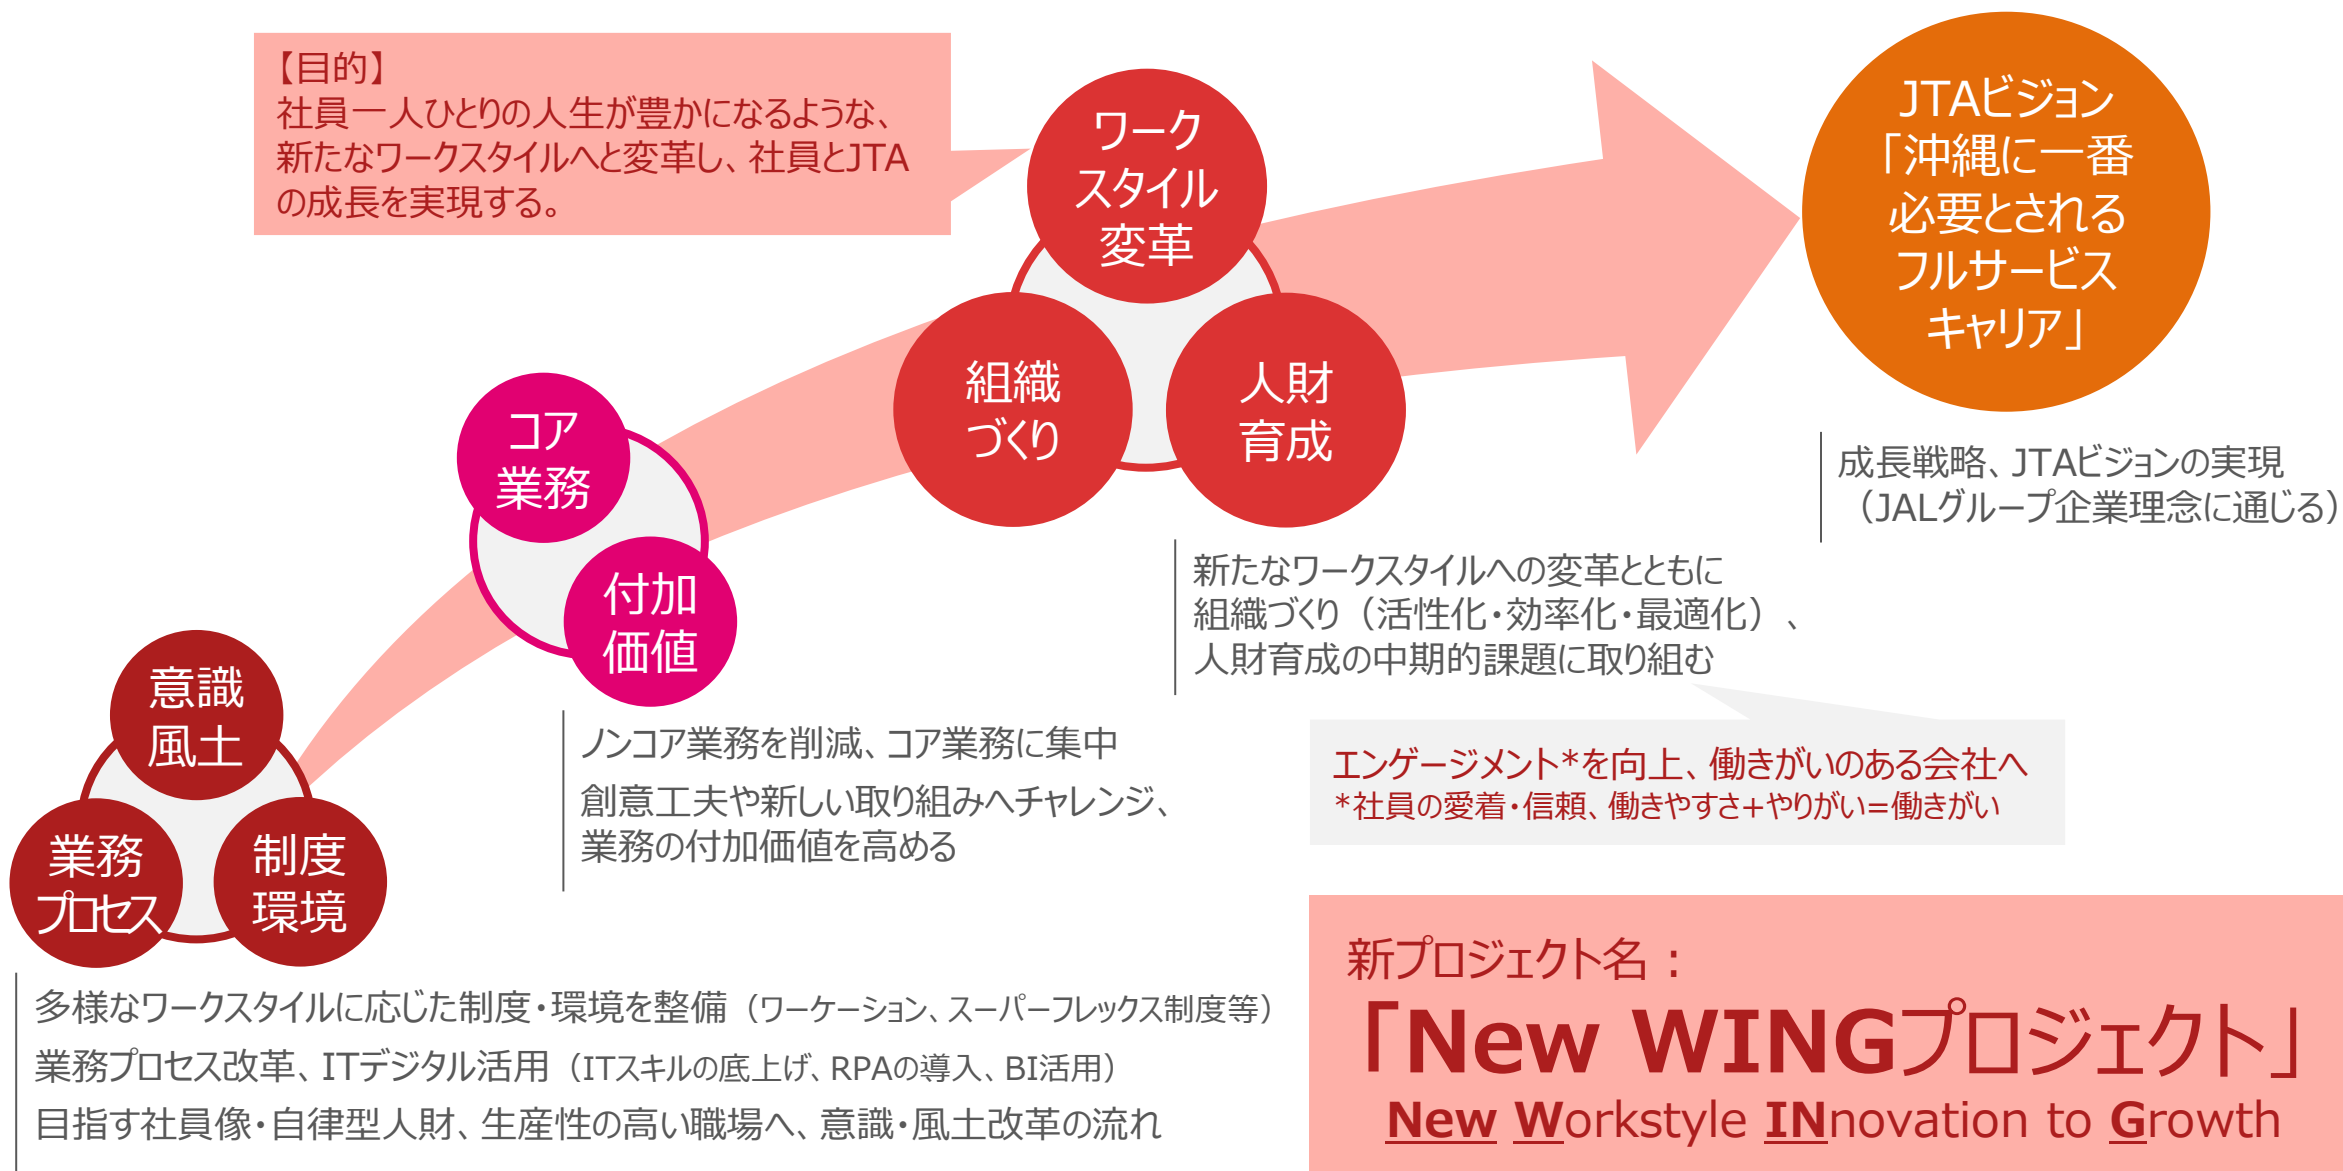 【目的】
社員一人ひとりの人生が豊かになるような、
新たなワークスタイルへと変革し、社員とJTA
の成長を実現する。
ワーク
スタイル
変革
組織
づくり
人財
育成
JTAビジョン
「沖縄に一番
必要とされる
フルサービス
キャリア」
成長戦略、JTAビジョンの実現
（JALグループ企業理念に通じる）
コア
業務
付加
価値
新たなワークスタイルへの変革とともに
組織づくり（活性化・効率化・最適化）、
人財育成の中期的課題に取り組む
エンゲージメント*を向上、働きがいのある会社へ
*社員の愛着・信頼、働きやすさ+やりがい=働きがい
ノンコア業務を削減、コア業務に集中
創意工夫や新しい取り組みへチャレンジ、
業務の付加価値を高める
意識
風土
業務
プロセス
制度
環境
多様なワークスタイルに応じた制度・環境を整備（ワーケーション、スーパーフレックス制度等）
業務プロセス改革、ITデジタル活用（ITスキルの底上げ、RPAの導入、BI活用）
目指す社員像・自律型人財、生産性の高い職場へ、意識・風土改革の流れ
新プロジェクト名：
「New WINGプロジェクト」
New Workstyle INnovation to Growth